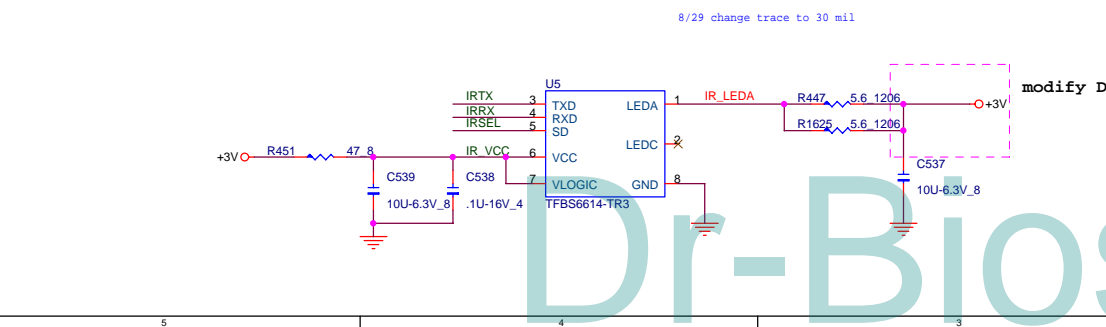 8/29 change trace to 30 mil
modify D
U5
IRTX 3 TXD LEDA 1 IR_LEDA R447 5.6_1206 +3V
IRRX 4 RXD
IRSEL 5 SD R1625 5.6_1206
LEDC 2
+3V R451 47_8 IR_VCC 6 VCC
C539 C538 7 VLOGIC GND 8 C537
10U-6.3V_8 .1U-16V_4 TFBS6614-TR3 10U-6.3V_8
Dr-Bios
5 4 3